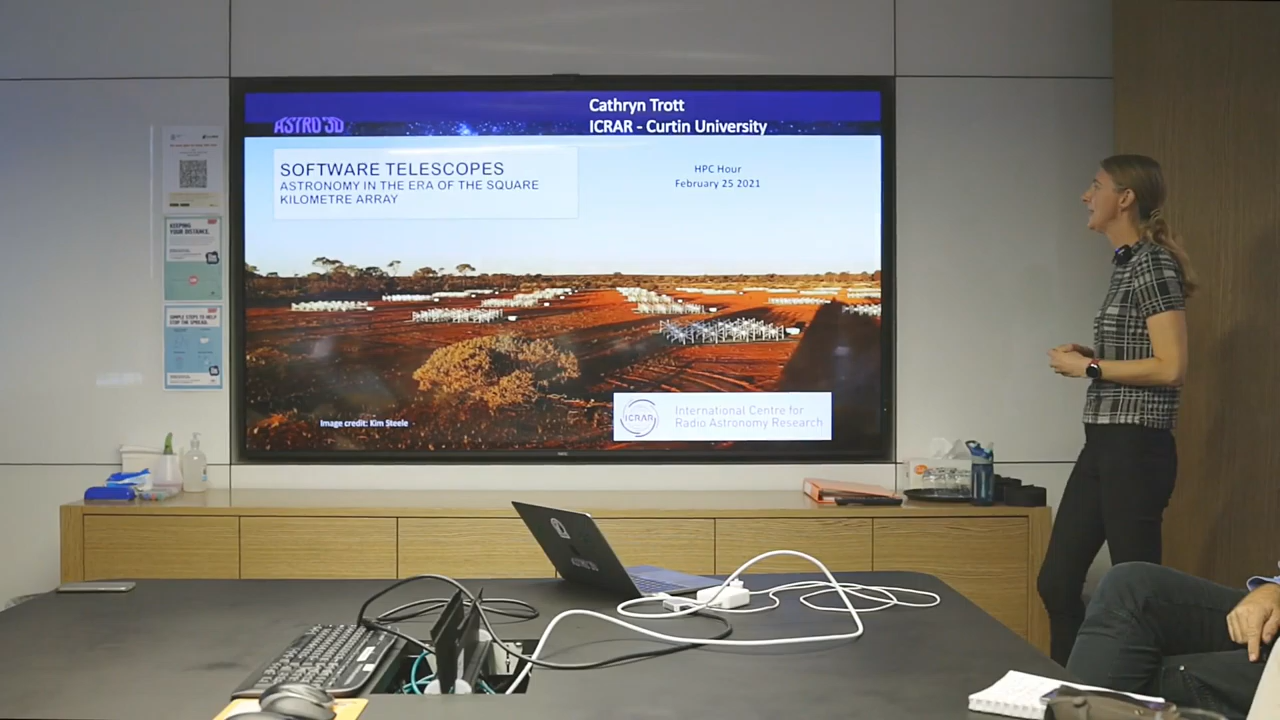 Cathryn Trott
ICRAR - Curtin University
ASTRO 3D
SOFTWARE TELESCOPES
ASTRONOMY IN THE ERA OF THE SQUARE
KILOMETRE ARRAY
HPC Hour
February 25 2021
Image credit: Kim Steele
ICRAR
International Centre for
Radio Astronomy Research
KEEPING
YOUR DISTANCE.
SIMPLE STEPS TO HELP
STOP THE SPREAD.